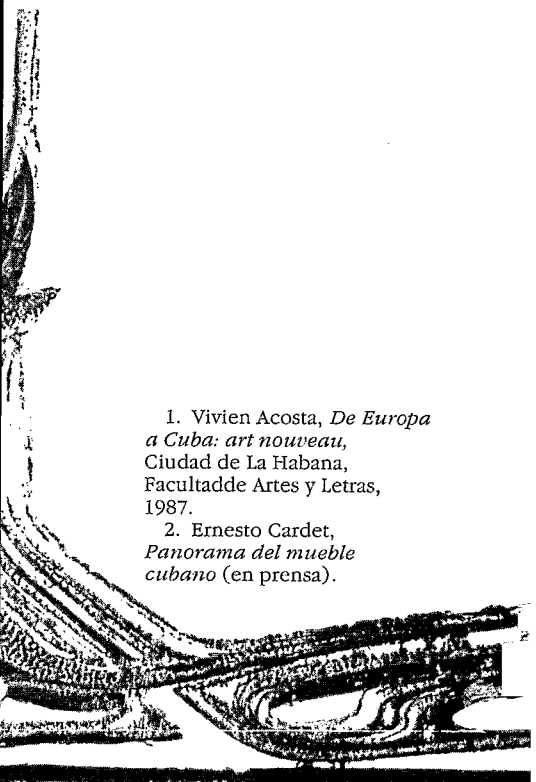 1. Vivien Acosta, De Europa
a Cuba: art nouveau,
Ciudad de La Habana,
Facultadde Artes y Letras,
1987.
2. Ernesto Cardet,
Panorama del mueble
cubano (en prensa).